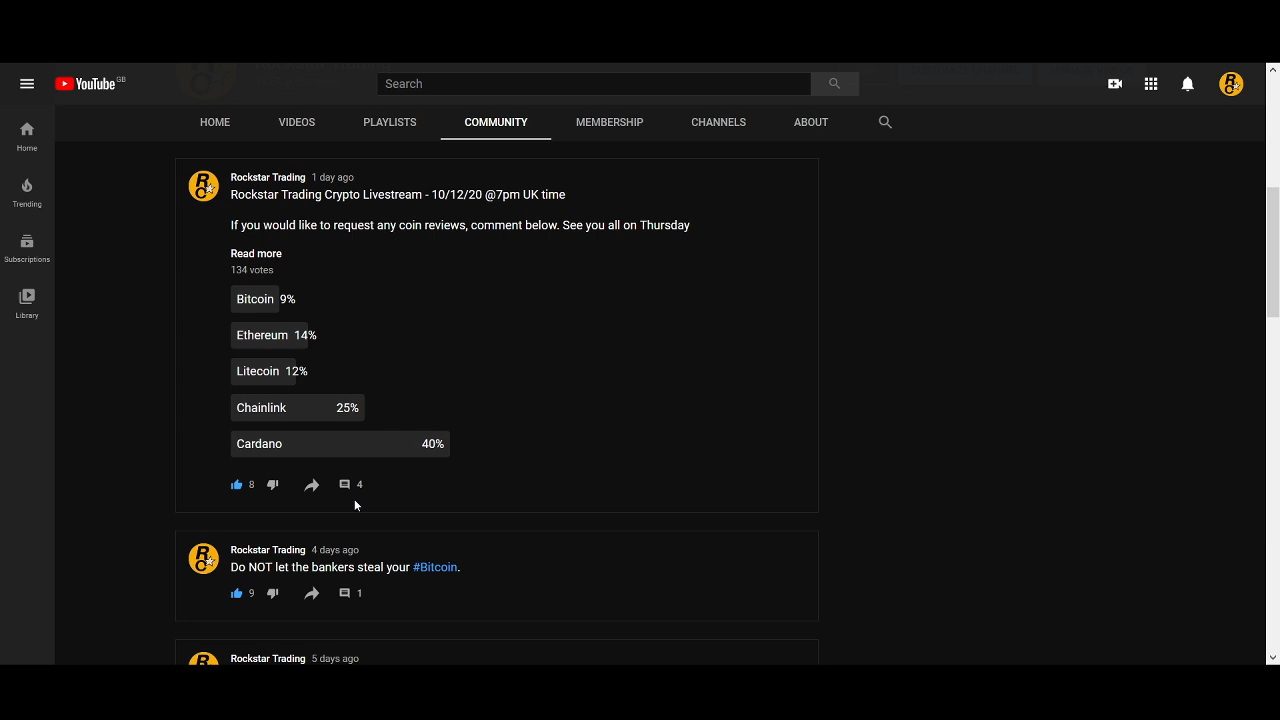 YouTube GB
Search
HOME VIDEOS PLAYLISTS COMMUNITY MEMBERSHIP CHANNELS ABOUT
Home
Trending
Subscriptions
Library
Rockstar Trading 1 day ago
Rockstar Trading Crypto Livestream - 10/12/20 @7pm UK time
If you would like to request any coin reviews, comment below. See you all on Thursday
Read more
134 votes
Bitcoin 9%
Ethereum 14%
Litecoin 12%
Chainlink 25%
Cardano 40%
8 4
Rockstar Trading 4 days ago
Do NOT let the bankers steal your #Bitcoin.
9 1
Rockstar Trading 5 days ago